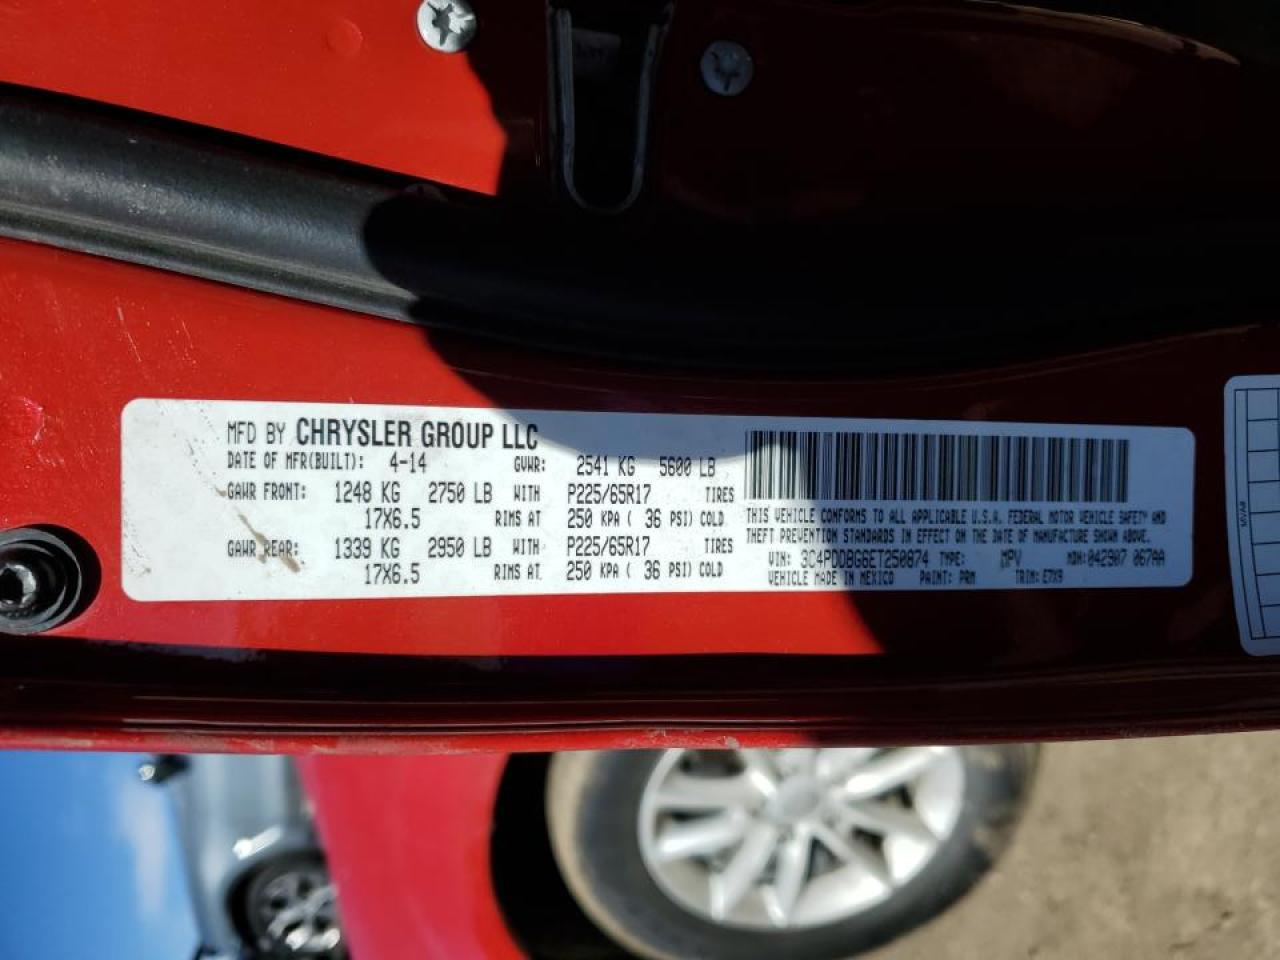 MFD BY CHRYSLER GROUP LLC
DATE OF MFR(BUILT): 4-14 GVWR: 2541 KG 5600 LB
GAWR FRONT: 1248 KG 2750 LB WITH P225/65R17 TIRES
17X6.5 RIMS AT 250 KPA ( 36 PSI) COLD
GAWR REAR: 1339 KG 2950 LB WITH P225/65R17 TIRES
17X6.5 RIMS AT 250 KPA ( 36 PSI) COLD
THIS VEHICLE CONFORMS TO ALL APPLICABLE U.S.A. FEDERAL MOTOR VEHICLE SAFETY AND
THEFT PREVENTION STANDARDS IN EFFECT ON THE DATE OF MANUFACTURE SHOWN ABOVE.
VIN: 3C4PDDBG6ET250874 TYPE: MPV MDH: 042907 067AA
VEHICLE MADE IN MEXICO PAINT: PRM TRIM: E7X9